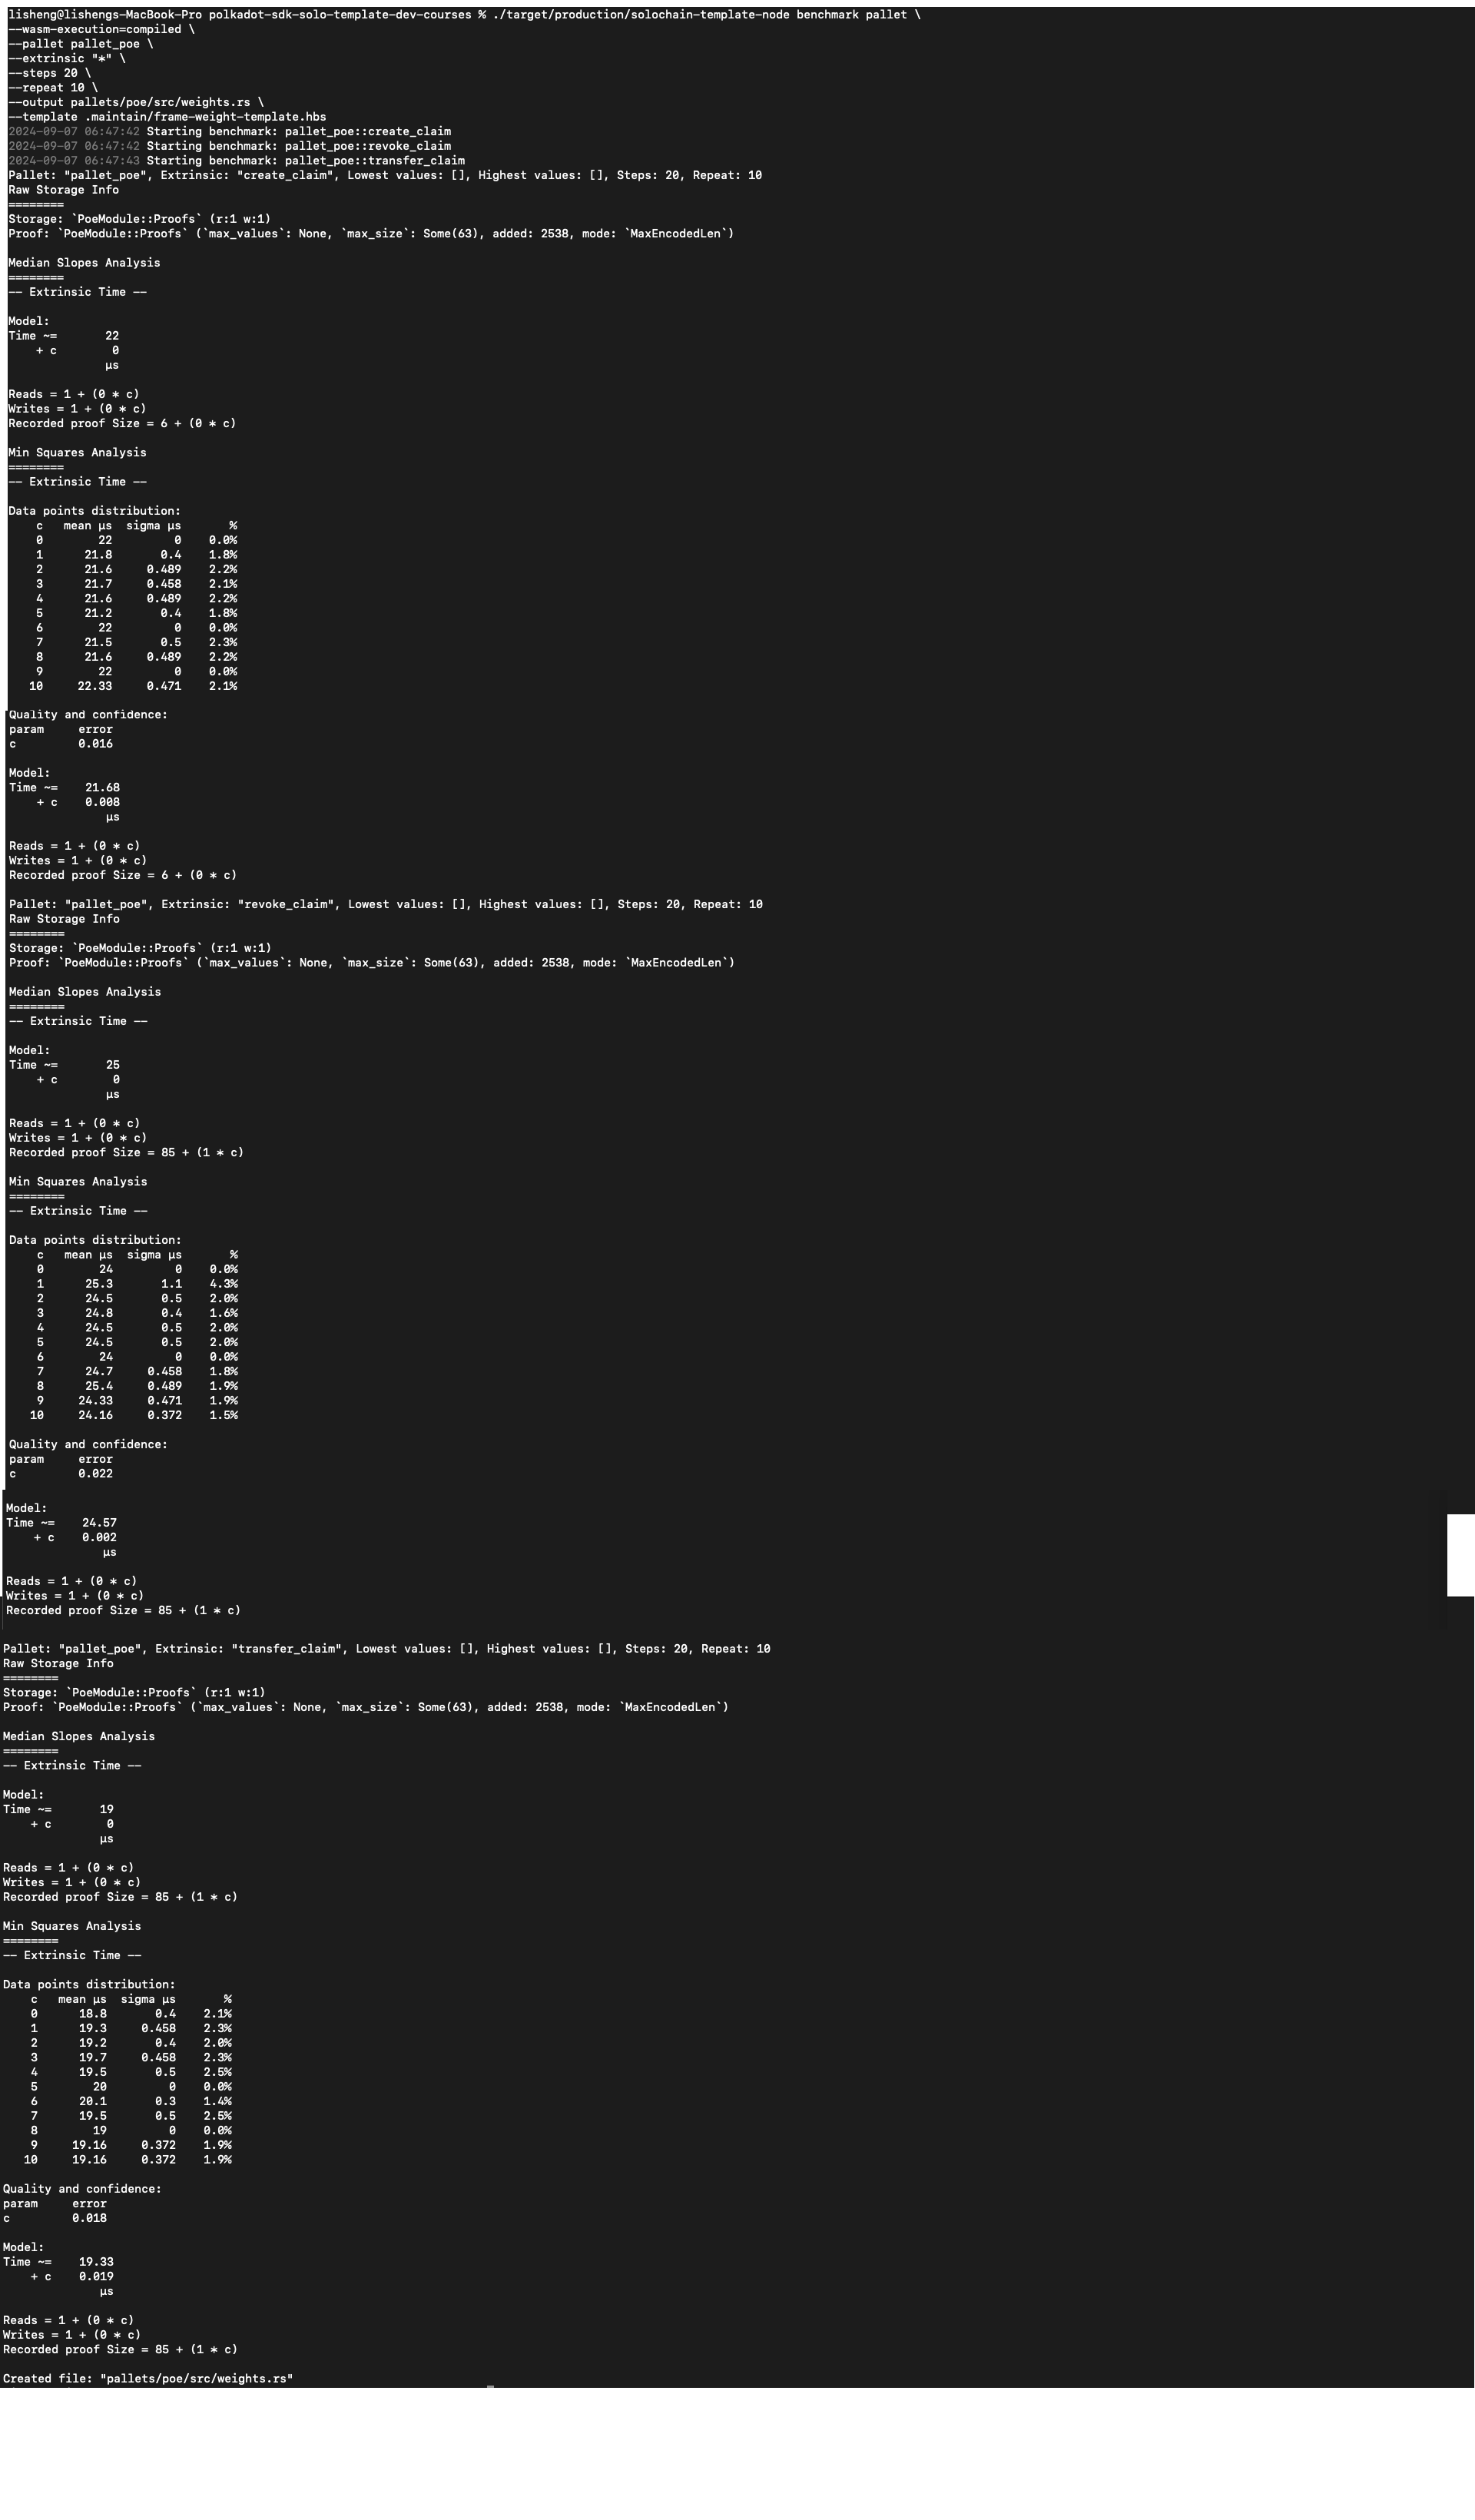 lisheng@lishengs-MacBook-Pro polkadot-sdk-solo-template-dev-courses % ./target/production/solochain-template-node benchmark pallet \
--wasm-execution=compiled \
--pallet pallet_poe \
--extrinsic "*" \
--steps 20 \
--repeat 10 \
--output pallets/poe/src/weights.rs \
--template .maintain/frame-weight-template.hbs
2024-09-07 06:47:42 Starting benchmark: pallet_poe::create_claim
2024-09-07 06:47:42 Starting benchmark: pallet_poe::revoke_claim
2024-09-07 06:47:43 Starting benchmark: pallet_poe::transfer_claim
Pallet: "pallet_poe", Extrinsic: "create_claim", Lowest values: [], Highest values: [], Steps: 20, Repeat: 10
Raw Storage Info
========
Storage: `PoeModule::Proofs` (r:1 w:1)
Proof: `PoeModule::Proofs` (`max_values`: None, `max_size`: Some(63), added: 2538, mode: `MaxEncodedLen`)

Median Slopes Analysis
========
-- Extrinsic Time --

Model:
Time ~=       22
    + c        0
              µs

Reads = 1 + (0 * c)
Writes = 1 + (0 * c)
Recorded proof Size = 6 + (0 * c)

Min Squares Analysis
========
-- Extrinsic Time --

Data points distribution:
    c   mean µs  sigma µs       %
    0        22         0    0.0%
    1      21.8       0.4    1.8%
    2      21.6     0.489    2.2%
    3      21.7     0.458    2.1%
    4      21.6     0.489    2.2%
    5      21.2       0.4    1.8%
    6        22         0    0.0%
    7      21.5       0.5    2.3%
    8      21.6     0.489    2.2%
    9        22         0    0.0%
   10     22.33     0.471    2.1%

Quality and confidence:
param     error
c         0.016

Model:
Time ~=    21.68
    + c    0.008
              µs

Reads = 1 + (0 * c)
Writes = 1 + (0 * c)
Recorded proof Size = 6 + (0 * c)

Pallet: "pallet_poe", Extrinsic: "revoke_claim", Lowest values: [], Highest values: [], Steps: 20, Repeat: 10
Raw Storage Info
========
Storage: `PoeModule::Proofs` (r:1 w:1)
Proof: `PoeModule::Proofs` (`max_values`: None, `max_size`: Some(63), added: 2538, mode: `MaxEncodedLen`)

Median Slopes Analysis
========
-- Extrinsic Time --

Model:
Time ~=       25
    + c        0
              µs

Reads = 1 + (0 * c)
Writes = 1 + (0 * c)
Recorded proof Size = 85 + (1 * c)

Min Squares Analysis
========
-- Extrinsic Time --

Data points distribution:
    c   mean µs  sigma µs       %
    0        24         0    0.0%
    1      25.3       1.1    4.3%
    2      24.5       0.5    2.0%
    3      24.8       0.4    1.6%
    4      24.5       0.5    2.0%
    5      24.5       0.5    2.0%
    6        24         0    0.0%
    7      24.7     0.458    1.8%
    8      25.4     0.489    1.9%
    9     24.33     0.471    1.9%
   10     24.16     0.372    1.5%

Quality and confidence:
param     error
c         0.022

Model:
Time ~=    24.57
    + c    0.002
              µs

Reads = 1 + (0 * c)
Writes = 1 + (0 * c)
Recorded proof Size = 85 + (1 * c)

Pallet: "pallet_poe", Extrinsic: "transfer_claim", Lowest values: [], Highest values: [], Steps: 20, Repeat: 10
Raw Storage Info
========
Storage: `PoeModule::Proofs` (r:1 w:1)
Proof: `PoeModule::Proofs` (`max_values`: None, `max_size`: Some(63), added: 2538, mode: `MaxEncodedLen`)

Median Slopes Analysis
========
-- Extrinsic Time --

Model:
Time ~=       19
    + c        0
              µs

Reads = 1 + (0 * c)
Writes = 1 + (0 * c)
Recorded proof Size = 85 + (1 * c)

Min Squares Analysis
========
-- Extrinsic Time --

Data points distribution:
    c   mean µs  sigma µs       %
    0      18.8       0.4    2.1%
    1      19.3     0.458    2.3%
    2      19.2       0.4    2.0%
    3      19.7     0.458    2.3%
    4      19.5       0.5    2.5%
    5        20         0    0.0%
    6      20.1       0.3    1.4%
    7      19.5       0.5    2.5%
    8        19         0    0.0%
    9     19.16     0.372    1.9%
   10     19.16     0.372    1.9%

Quality and confidence:
param     error
c         0.018

Model:
Time ~=    19.33
    + c    0.019
              µs

Reads = 1 + (0 * c)
Writes = 1 + (0 * c)
Recorded proof Size = 85 + (1 * c)

Created file: "pallets/poe/src/weights.rs"